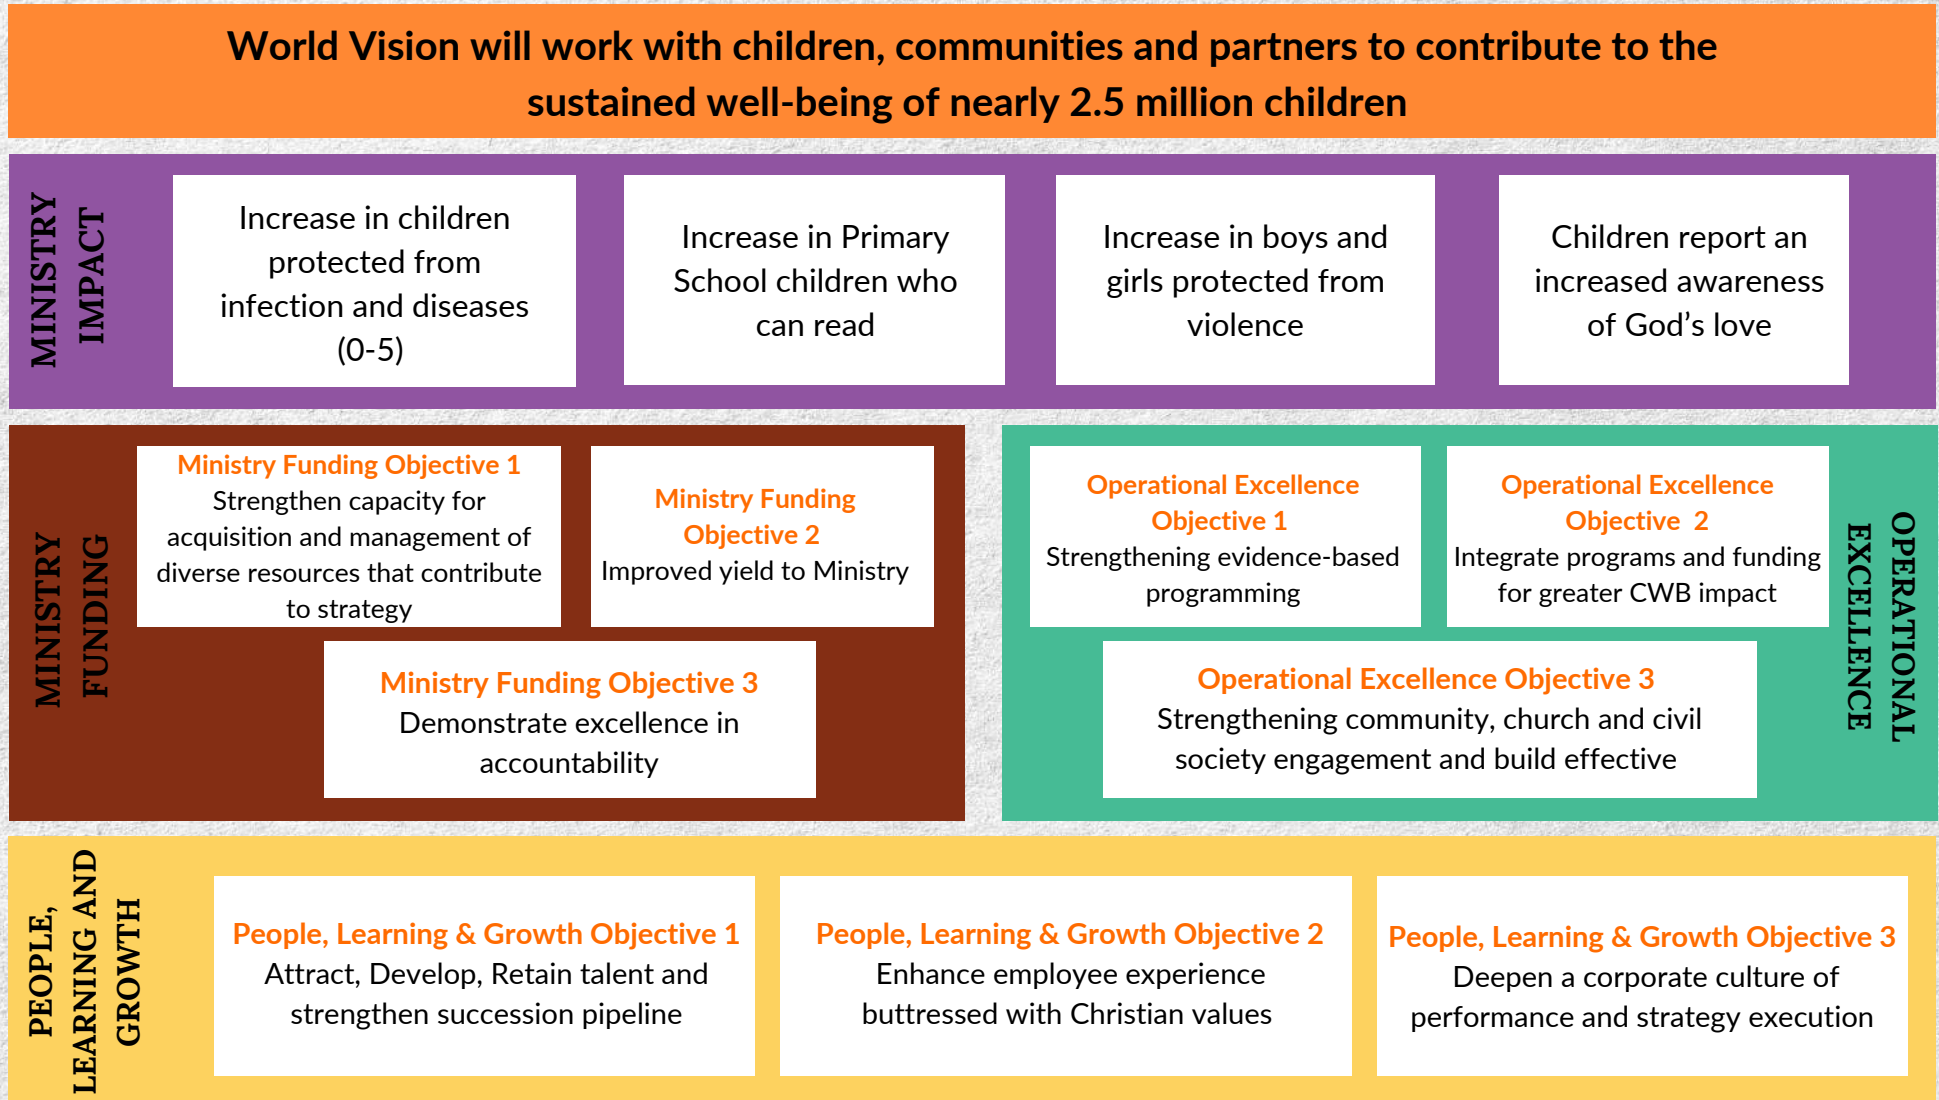 World Vision will work with children, communities and partners to contribute to the
sustained well-being of nearly 2.5 million children
MINISTRY
IMPACT
Increase in children
protected from
infection and diseases
(0-5)
Increase in Primary
School children who
can read
Increase in boys and
girls protected from
violence
Children report an
increased awareness
of God’s love
MINISTRY
FUNDING
Ministry Funding Objective 1
Strengthen capacity for
acquisition and management of
diverse resources that contribute
to strategy
Ministry Funding
Objective 2
Improved yield to Ministry
Ministry Funding Objective 3
Demonstrate excellence in
accountability
Operational Excellence
Objective 1
Strengthening evidence-based
programming
Operational Excellence
Objective 2
Integrate programs and funding
for greater CWB impact
Operational Excellence Objective 3
Strengthening community, church and civil
society engagement and build effective
OPERATIONAL
EXCELLENCE
PEOPLE,
LEARNING AND
GROWTH
People, Learning & Growth Objective 1
Attract, Develop, Retain talent and
strengthen succession pipeline
People, Learning & Growth Objective 2
Enhance employee experience
buttressed with Christian values
People, Learning & Growth Objective 3
Deepen a corporate culture of
performance and strategy execution